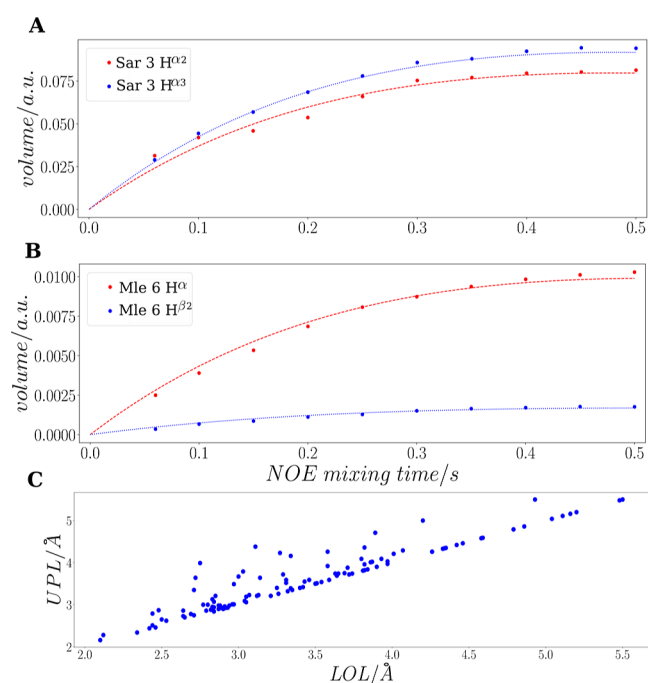 A
Sar 3 Hα2
Sar 3 Hα3
volume/a.u.
0.075
0.050
0.025
0.000
0.0 0.1 0.2 0.3 0.4 0.5
B
Mle 6 Hα
Mle 6 Hβ2
volume/a.u.
0.0100
0.0075
0.0050
0.0025
0.0000
0.0 0.1 0.2 0.3 0.4 0.5
NOE mixing time/s
C
UPL/Å
5
4
3
2
2.0 2.5 3.0 3.5 4.0 4.5 5.0 5.5
LOL/Å